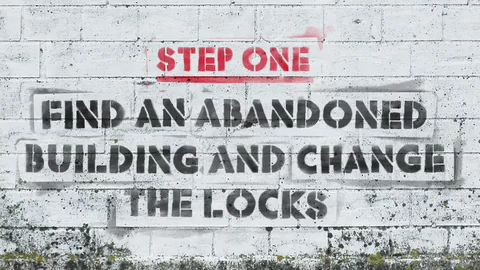 STEP ONE
FIND AN ABANDONED
BUILDING AND CHANGE
THE LOCKS